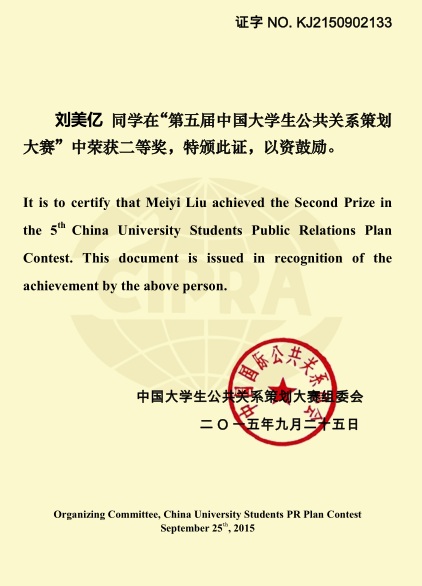 证字 NO. KJ2150902133
刘美亿 同学在“第五届中国大学生公共关系策划
大赛”中荣获二等奖，特颁此证，以资鼓励。
It is to certify that Meiyi Liu achieved the Second Prize in
the 5th China University Students Public Relations Plan
Contest. This document is issued in recognition of the
achievement by the above person.
CIPRA
中国国际公共关系协会
中国大学生公共关系策划大赛组委会
二〇一五年九月二十五日
Organizing Committee, China University Students PR Plan Contest
September 25th, 2015